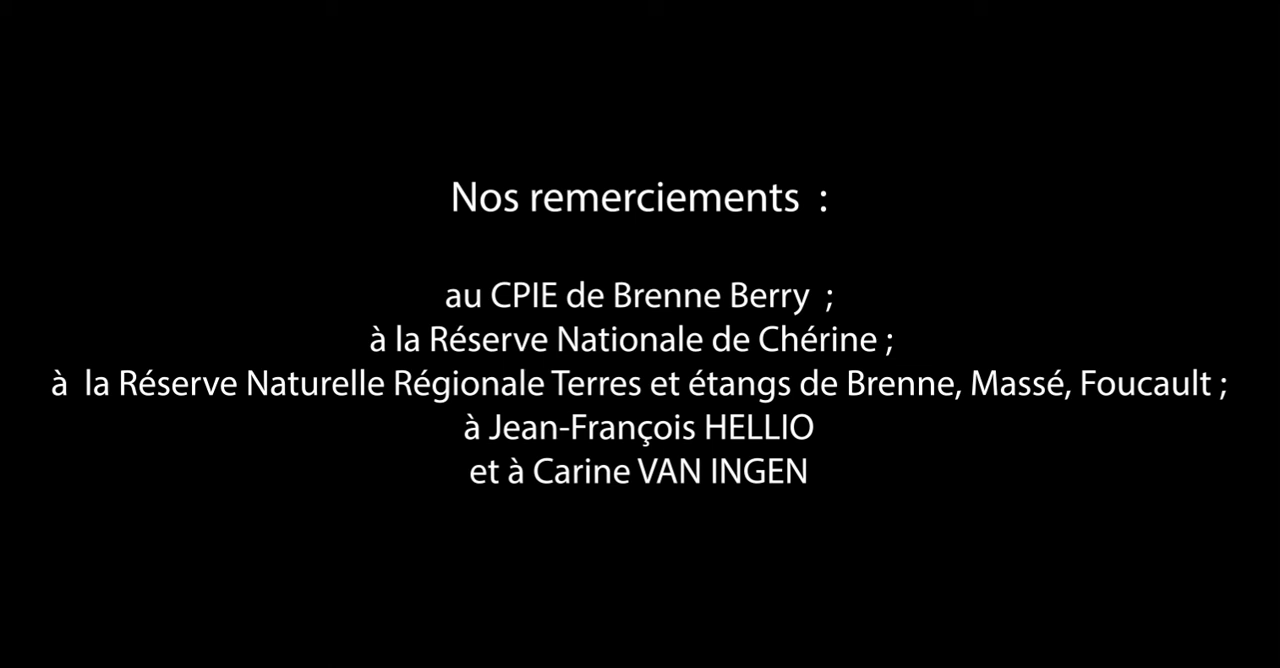 Nos remerciements :
au CPIE de Brenne Berry ;
à la Réserve Nationale de Chérine ;
à la Réserve Naturelle Régionale Terres et étangs de Brenne, Massé, Foucault ;
à Jean-François HELLIO
et à Carine VAN INGEN